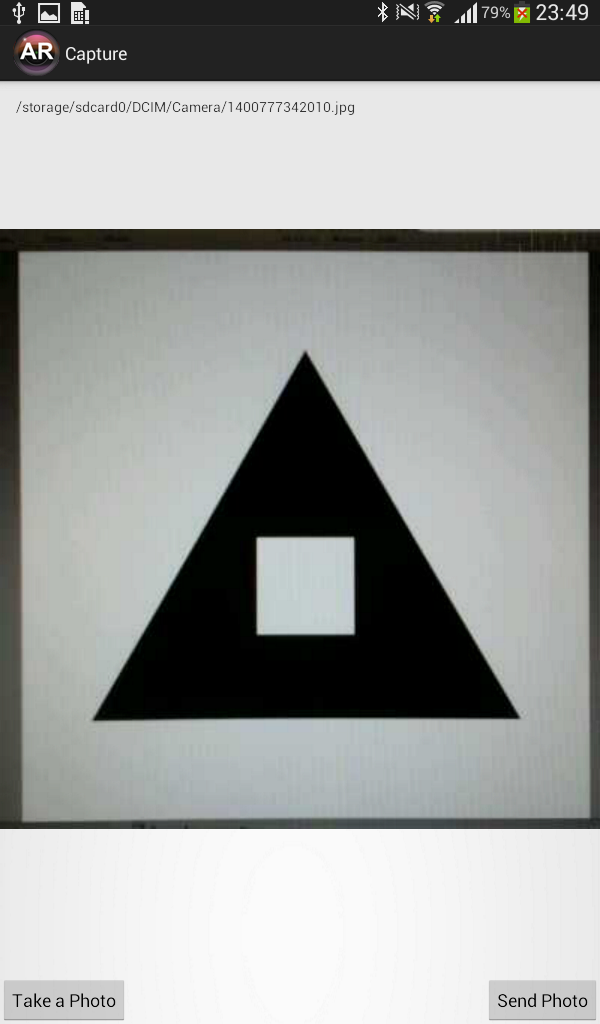 79% 23:49
AR Capture
/storage/sdcard0/DCIM/Camera/1400777342010.jpg
Take a Photo
Send Photo